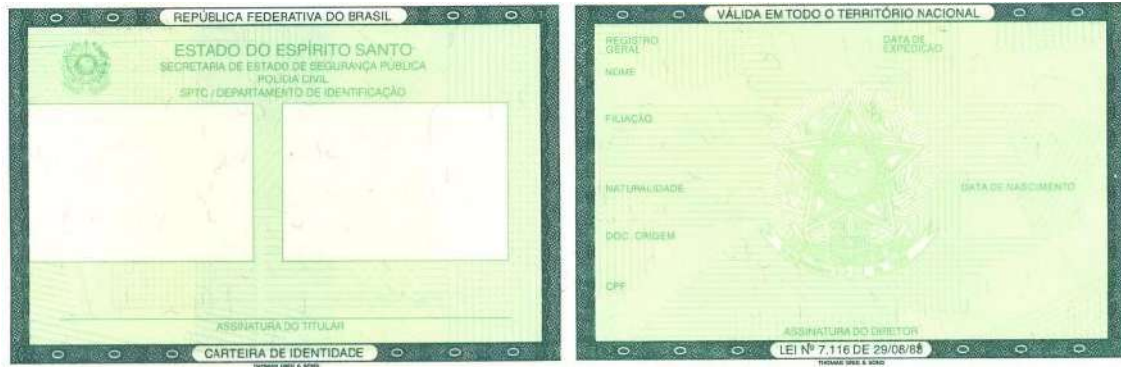 REPÚBLICA FEDERATIVA DO BRASIL
ESTADO DO ESPÍRITO SANTO
SECRETARIA DE ESTADO DE SEGURANÇA PÚBLICA
POLÍCIA CIVIL
SPTC / DEPARTAMENTO DE IDENTIFICAÇÃO
ASSINATURA DO TITULAR
CARTEIRA DE IDENTIDADE
VÁLIDA EM TODO O TERRITÓRIO NACIONAL
REGISTRO GERAL
DATA DE EXPEDIÇÃO
NOME
FILIAÇÃO
NATURALIDADE
DATA DE NASCIMENTO
DOC. ORIGEM
CPF
ASSINATURA DO DIRETOR
LEI Nº 7.116 DE 29/08/83